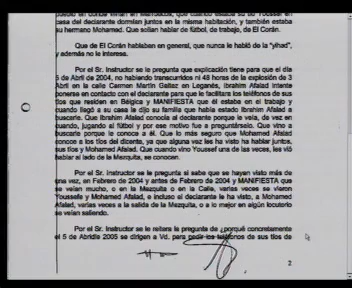 casa del declarante dormían juntos en la misma habitación, y también estaba
su hermano Mohamed. Que solían hablar de fútbol, de trabajo, de El Corán.
Que de El Corán hablaban en general, que nunca le habló de la "yihad",
y además no le interesa.
Por el Sr. Instructor se le pregunta que explicación tiene para que el día
5 de Abril de 2004, no habiendo transcurridos ni 48 horas de la explosión de 3
Abril en la calle Carmen Martín Gaite en Leganés, Ibrahim Afalad intenta
ponerse en contacto con el declarante para que le facilitara los teléfonos de sus
tíos que residen en Bélgica y MANIFIESTA que él estaba en el trabajo y
cuando llegó a su casa le dijo su familia que había estado Ibrahim Afalad a
buscarle. Que Ibrahim Afalad conocía al declarante porque le veía, de vez en
cuando, jugando al fútbol y por ese motivo fue a preguntárselo. Que vino a
buscarle porque le conoce a él. Que lo más seguro que Mohamed Afalad
conoce a los tíos del dicente, ya que alguna vez les ha visto hablar juntos,
sus tíos y Mohamed Afalad. Que cuando vino Youssef una de las veces, les vió
hablar al lado de la Mezquita, se conocen.
Por el Sr. Instructor se le pregunta si sabe que se hayan visto más de
una vez, en Febrero de 2004 y antes de Febrero de 2004 y MANIFIESTA que
se veían mucho, o en la Mezquita o en la Calle, varias veces se vieron
Youssefe y Mohamed Afalad, e incluso el declarante le ha visto, a Mohamed
Afalad, varias veces a la salida de la Mezquita, o a lo mejor en algún locutorio
se veían saliendo.
Por el Sr. Instructor se le reitera la pregunta de ¿porqué concretamente
el 5 de Abril de 2005 se dirigen a Vd. para pedir los teléfonos de sus tíos de
2